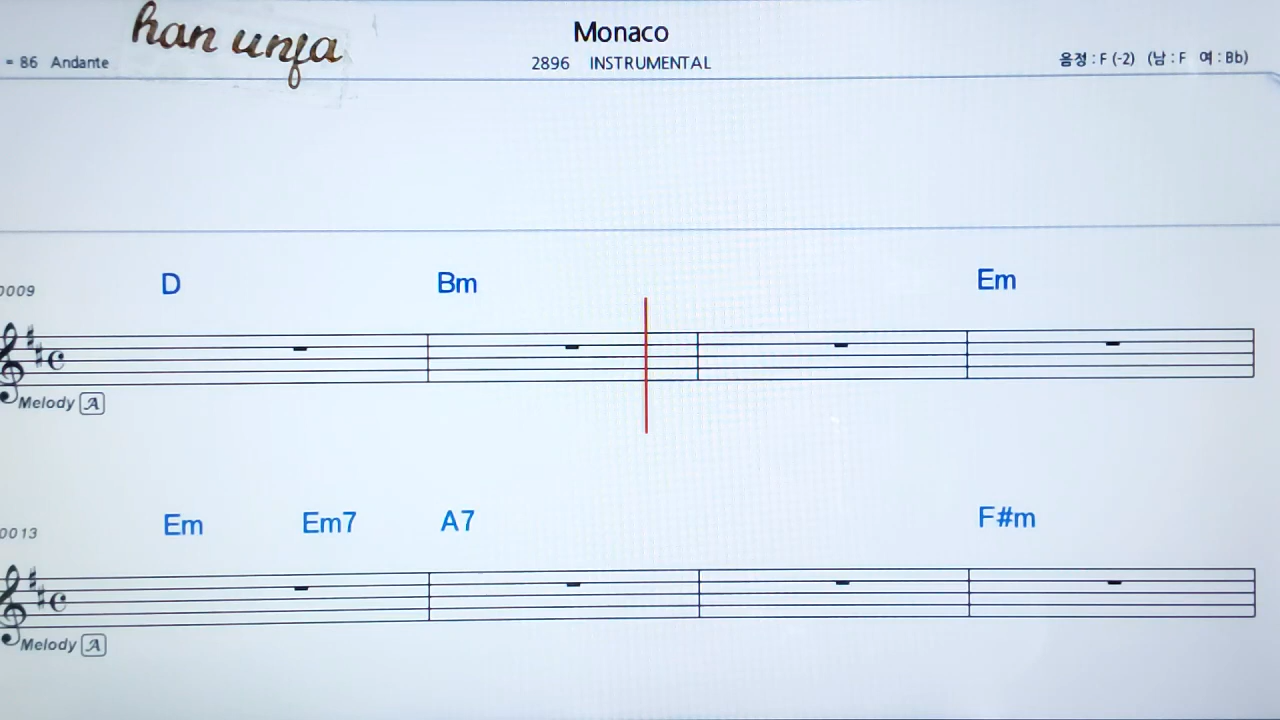 han unja
Monaco
= 86 Andante
2896 INSTRUMENTAL
음정 : F (-2) (남 : F 여 : Bb)
D Bm Em
0009
Melody A
Em Em7 A7 F#m
0013
Melody A